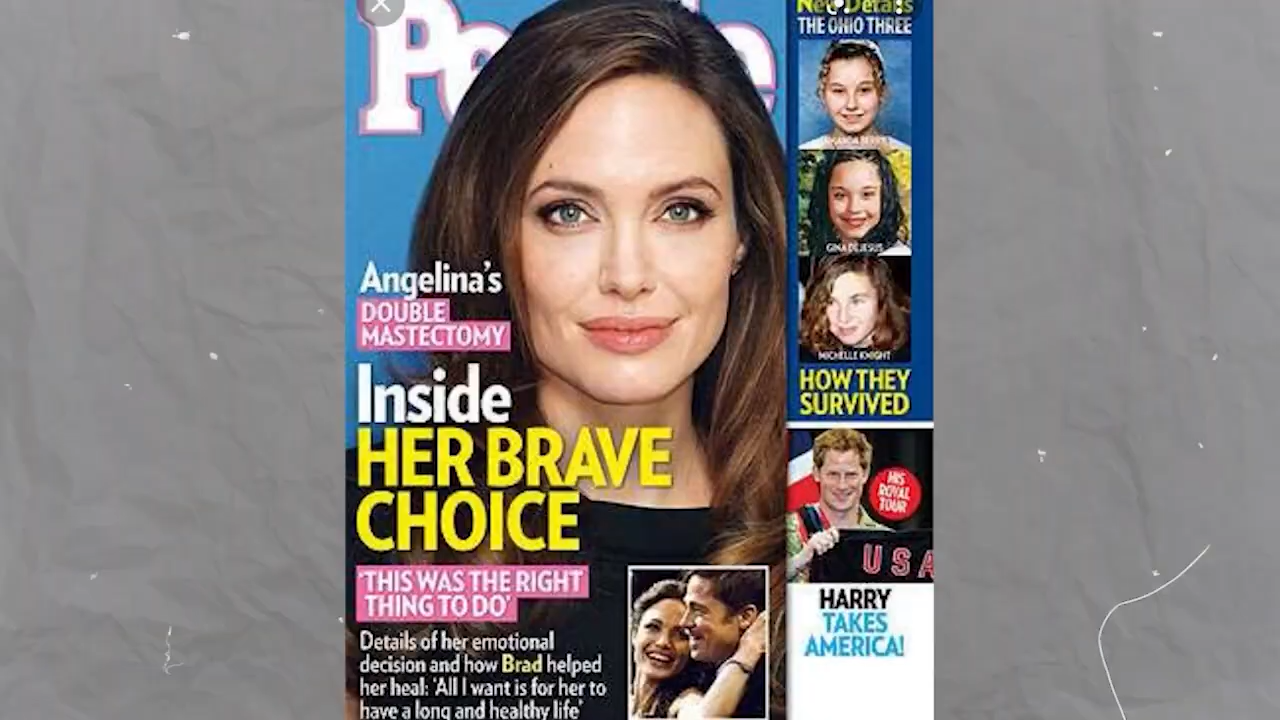 New Details
THE OHIO THREE
AMANDA BERRY
GINA DEJESUS
MICHELLE KNIGHT
HOW THEY
SURVIVED
HIS
ROYAL
TOUR
USA
HARRY
TAKES
AMERICA!
Angelina's
DOUBLE
MASTECTOMY
Inside
HER BRAVE
CHOICE
'THIS WAS THE RIGHT
THING TO DO'
Details of her emotional
decision and how Brad helped
her heal: 'All I want is for her to
have a long and healthy life'